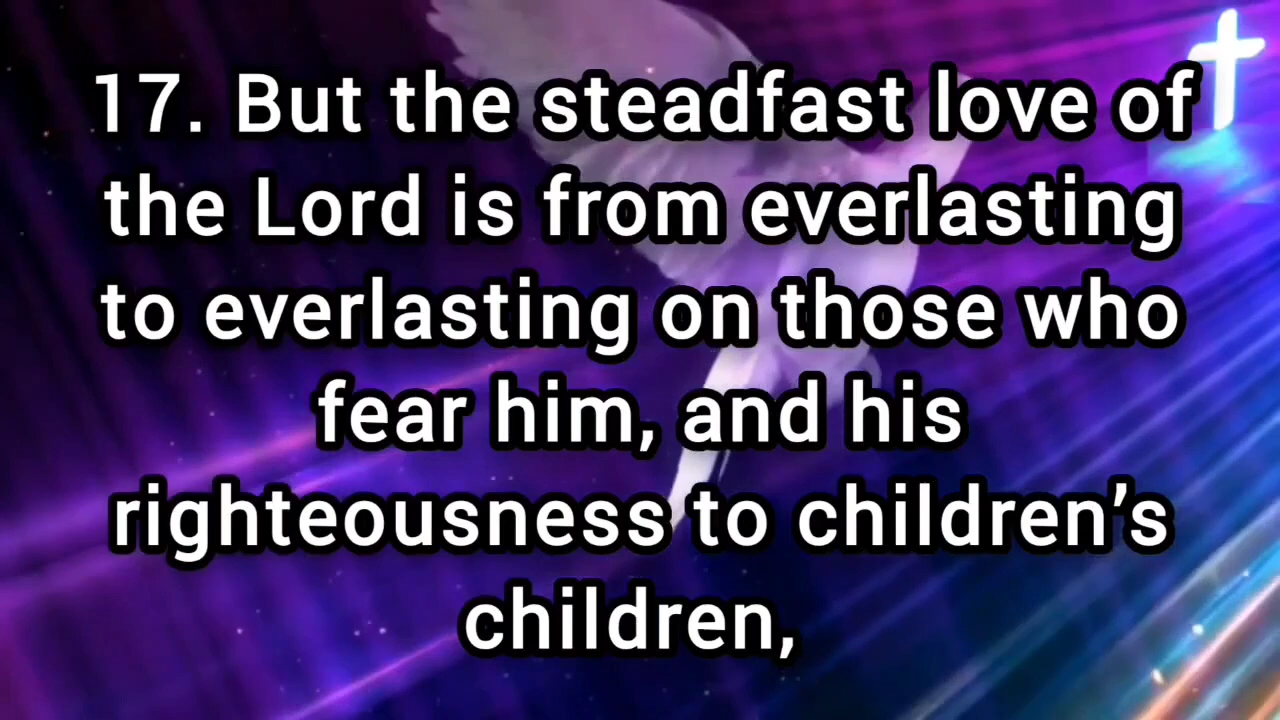 17. But the steadfast love of
the Lord is from everlasting
to everlasting on those who
fear him, and his
righteousness to children’s
children,